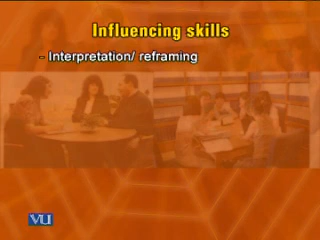 Influencing skills
- Interpretation/ reframing
VU